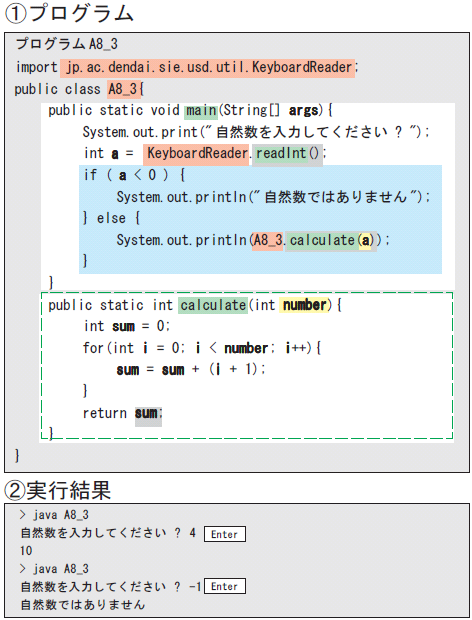 ①プログラム
プログラムA8_3
import jp.ac.dendai.sie.usd.util.KeyboardReader;
public class A8_3{
public static void main(String[] args){
System.out.print("自然数を入力してください ? ");
int a = KeyboardReader.readInt();
if ( a < 0 ) {
System.out.println("自然数ではありません");
} else {
System.out.println(A8_3.calculate(a));
}
}
public static int calculate(int number){
int sum = 0;
for(int i = 0; i < number; i++){
sum = sum + (i + 1);
}
return sum;
}
}
②実行結果
> java A8_3
自然数を入力してください ? 4 Enter
10
> java A8_3
自然数を入力してください ? -1 Enter
自然数ではありません